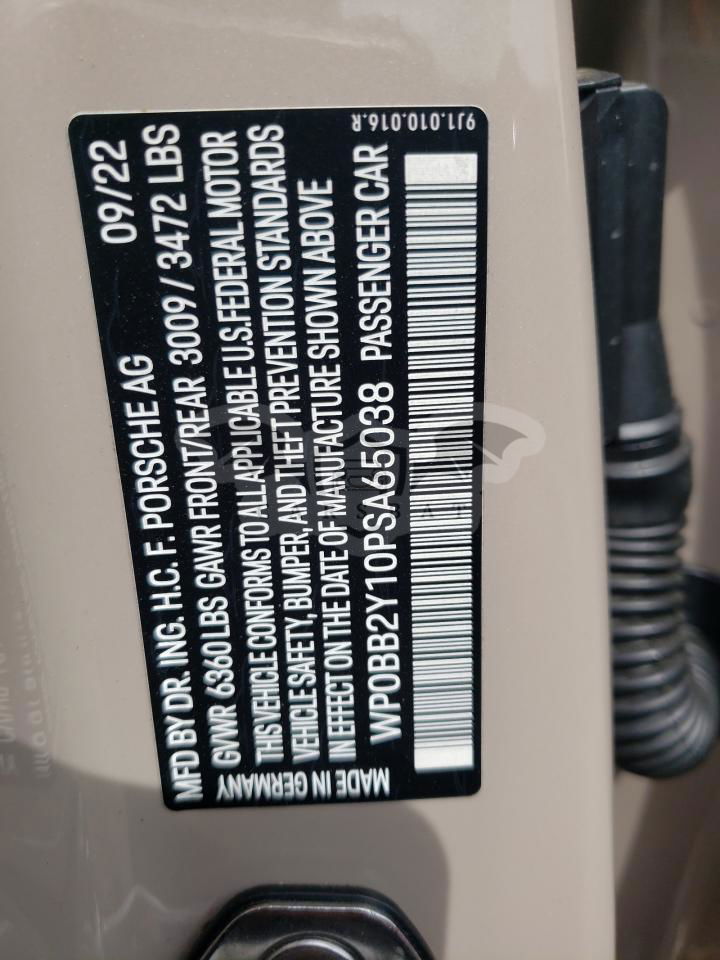 MFD BY DR. ING. H.C. F. PORSCHE AG 09/22
GVWR 6360 LBS GAWR FRONT/REAR 3009 / 3472 LBS
THIS VEHICLE CONFORMS TO ALL APPLICABLE U.S.FEDERAL MOTOR
VEHICLE SAFETY, BUMPER, AND THEFT PREVENTION STANDARDS
IN EFFECT ON THE DATE OF MANUFACTURE SHOWN ABOVE
WP0BB2Y10PSA65038 PASSENGER CAR
MADE IN GERMANY
9J1.010.016.R